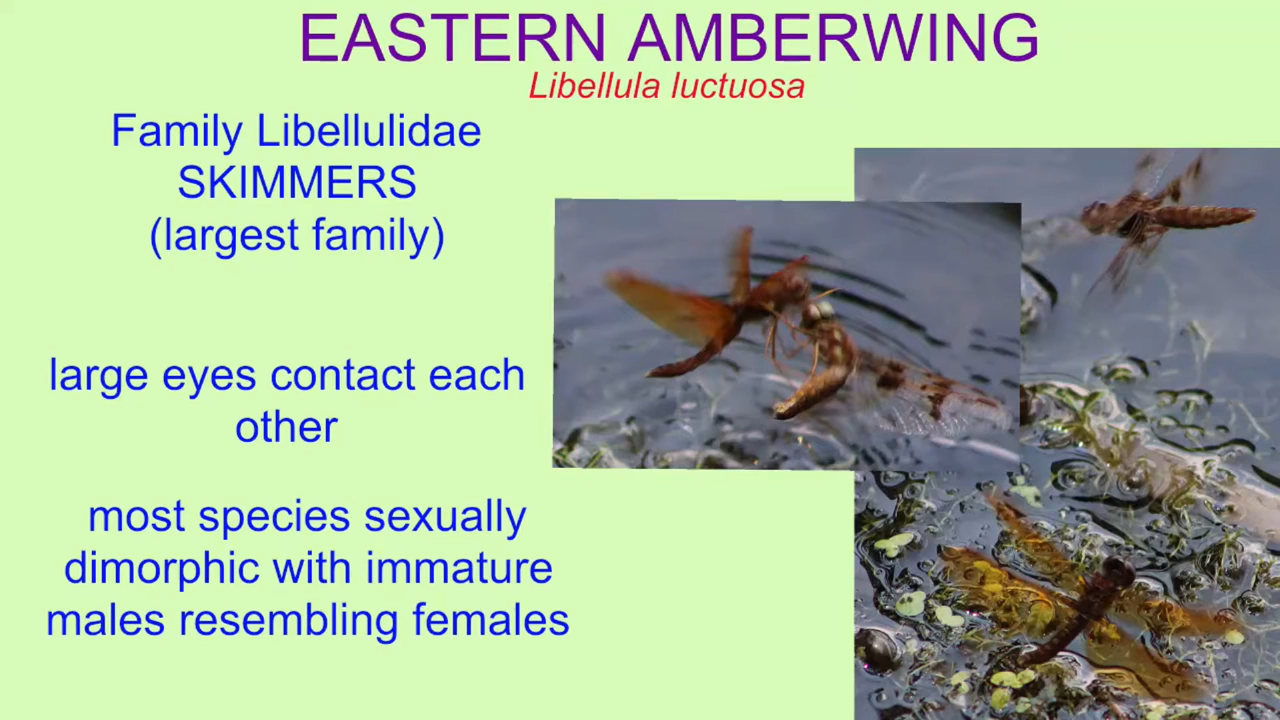 EASTERN AMBERWING
Libellula luctuosa
Family Libellulidae
SKIMMERS
(largest family)
large eyes contact each
other
most species sexually
dimorphic with immature
males resembling females